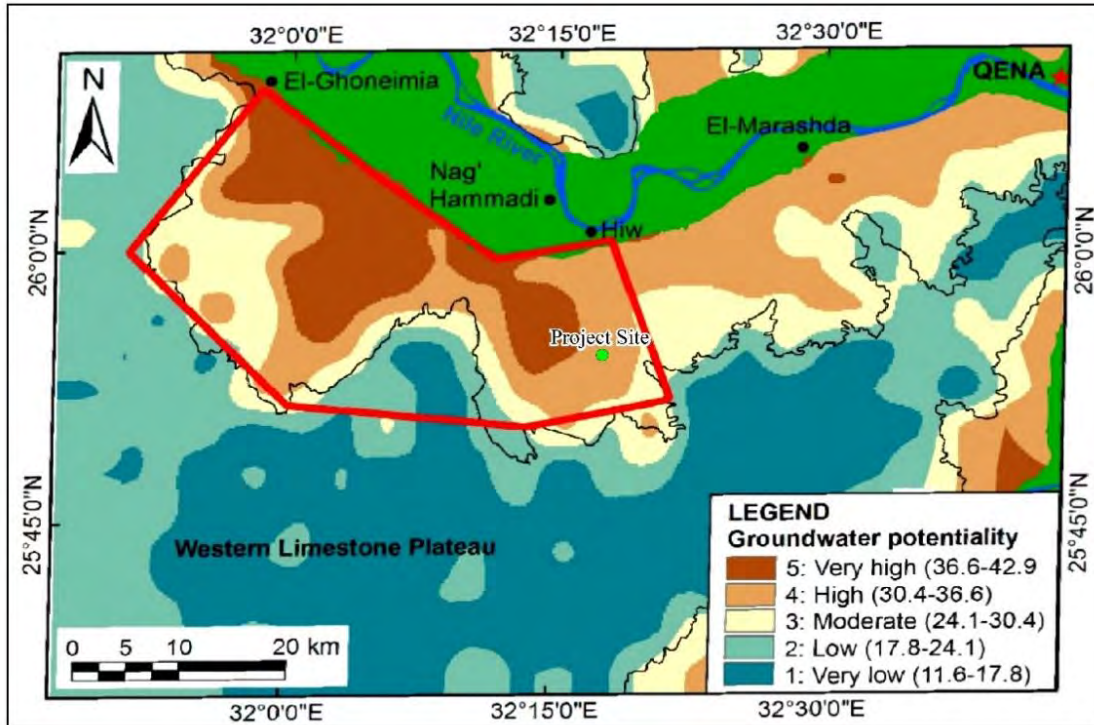 32°0'0"E 32°15'0"E 32°30'0"E
N
El-Ghoneimia
QENA
Nile River
El-Marashda
Nag'
Hammadi
Hiw
26°0'0"N
26°0'0"N
Project Site
25°45'0"N
25°45'0"N
Western Limestone Plateau
LEGEND
Groundwater potentiality
5: Very high (36.6-42.9
4: High (30.4-36.6)
3: Moderate (24.1-30.4)
2: Low (17.8-24.1)
1: Very low (11.6-17.8)
0 5 10 20 km
32°0'0"E 32°15'0"E 32°30'0"E